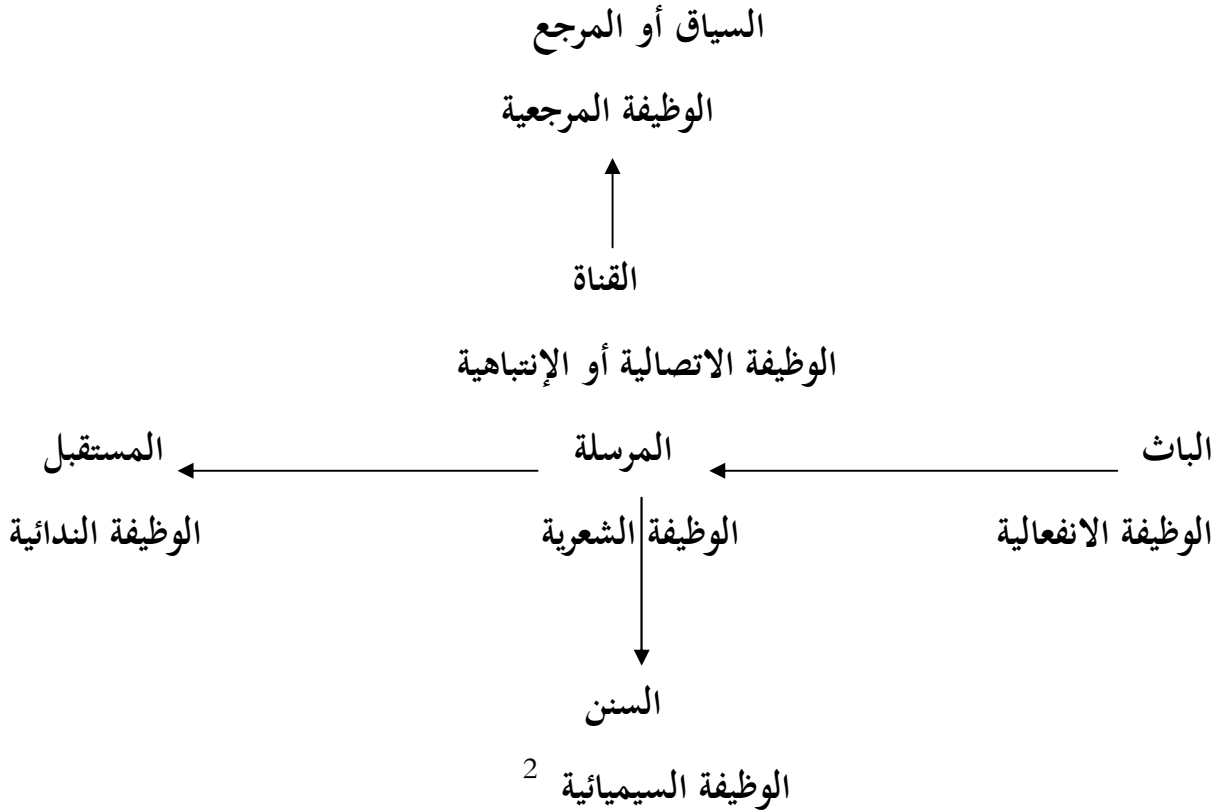 السياق أو المرجع
الوظيفة المرجعية
القناة
الوظيفة الاتصالية أو الإنتباهية
الباث المرسلة المستقبل
الوظيفة الانفعالية الوظيفة الشعرية الوظيفة الندائية
السنن
الوظيفة السيميائية 2